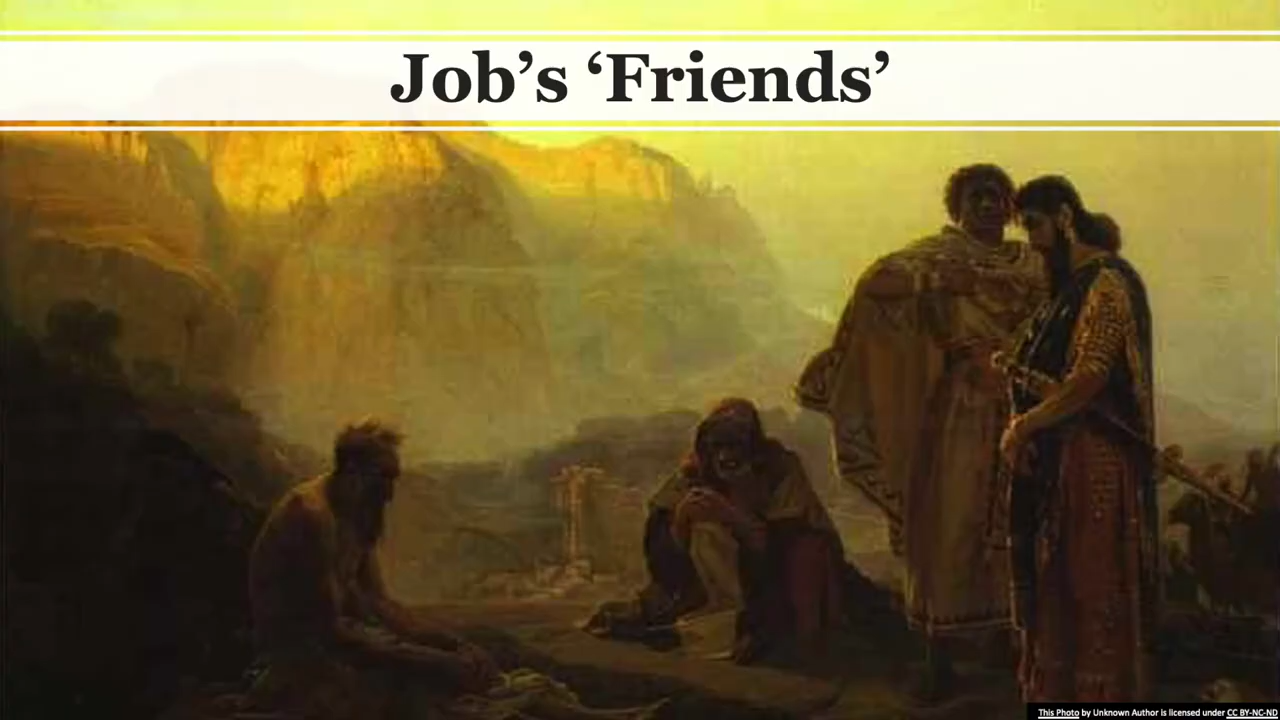 Job’s ‘Friends’
This Photo by Unknown Author is licensed under CC BY-NC-ND